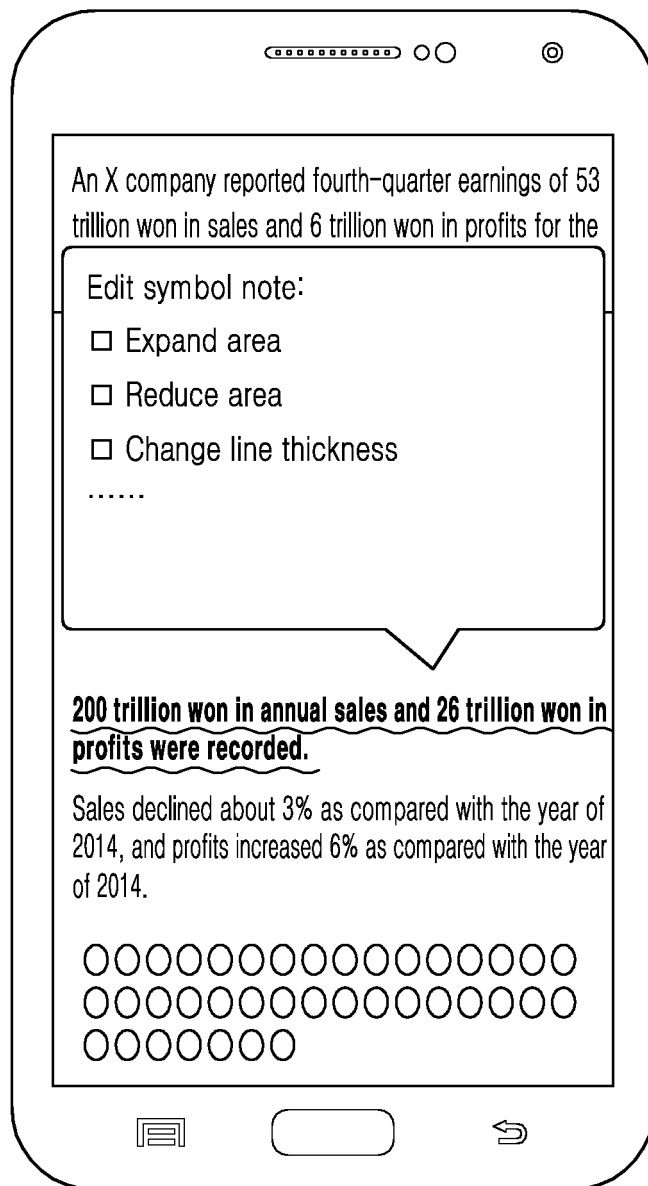 An X company reported fourth-quarter earnings of 53
trillion won in sales and 6 trillion won in profits for the
Edit symbol note:
☐ Expand area
☐ Reduce area
☐ Change line thickness
......
200 trillion won in annual sales and 26 trillion won in
profits were recorded.
Sales declined about 3% as compared with the year of
2014, and profits increased 6% as compared with the year
of 2014.
○○○○○○○○○○○○○○○○
○○○○○○○○○○○○○○○○
○○○○○○○